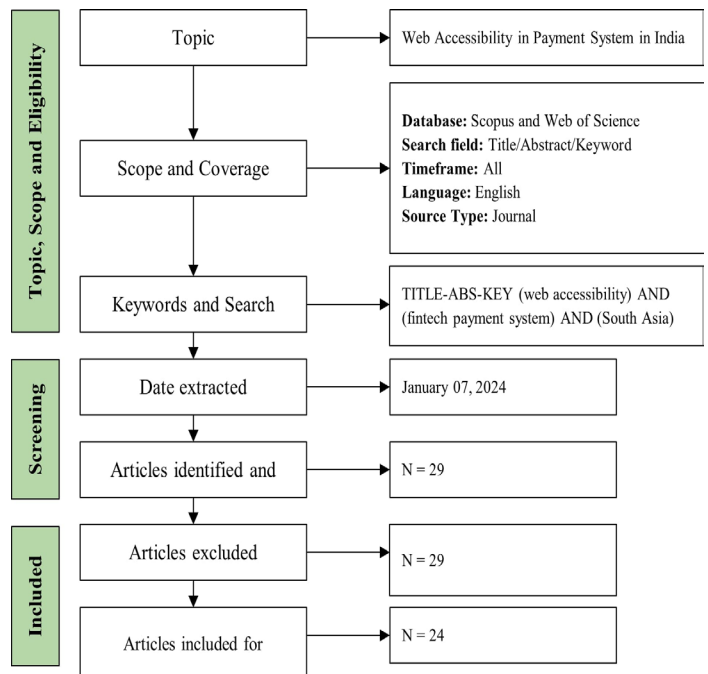 Topic, Scope and Eligibility
Topic
Web Accessibility in Payment System in India
Scope and Coverage
Database: Scopus and Web of Science
Search field: Title/Abstract/Keyword
Timeframe: All
Language: English
Source Type: Journal
Keywords and Search
TITLE-ABS-KEY (web accessibility) AND
(fintech payment system) AND (South Asia)
Screening
Date extracted
January 07, 2024
Articles identified and
N = 29
Included
Articles excluded
N = 29
Articles included for
N = 24